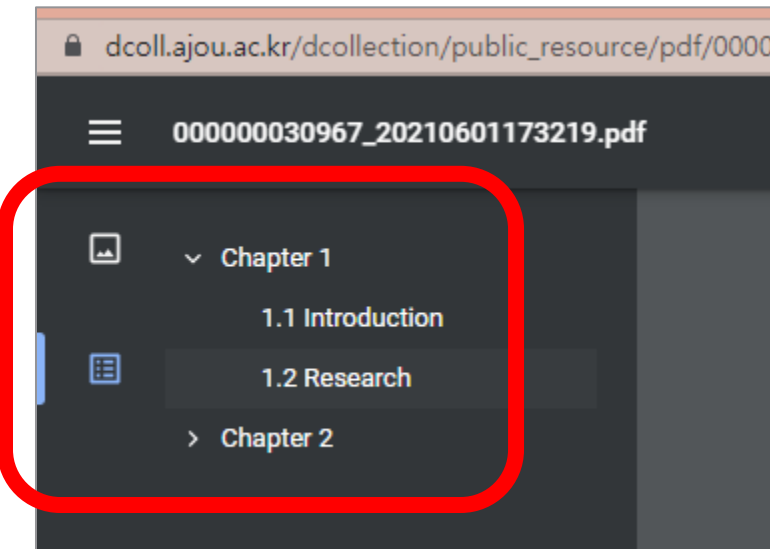 dcoll.ajou.ac.kr/dcollection/public_resource/pdf/0000
000000030967_20210601173219.pdf
Chapter 1
1.1 Introduction
1.2 Research
Chapter 2